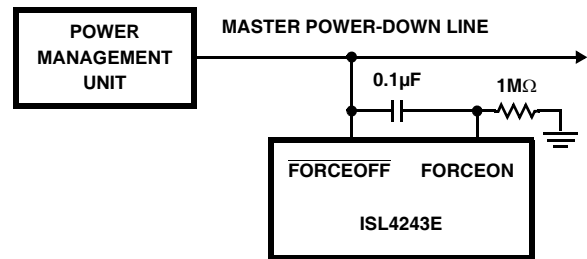 POWER
MANAGEMENT
UNIT
MASTER POWER-DOWN LINE
0.1µF
1MΩ
FORCEOFF FORCEON
ISL4243E